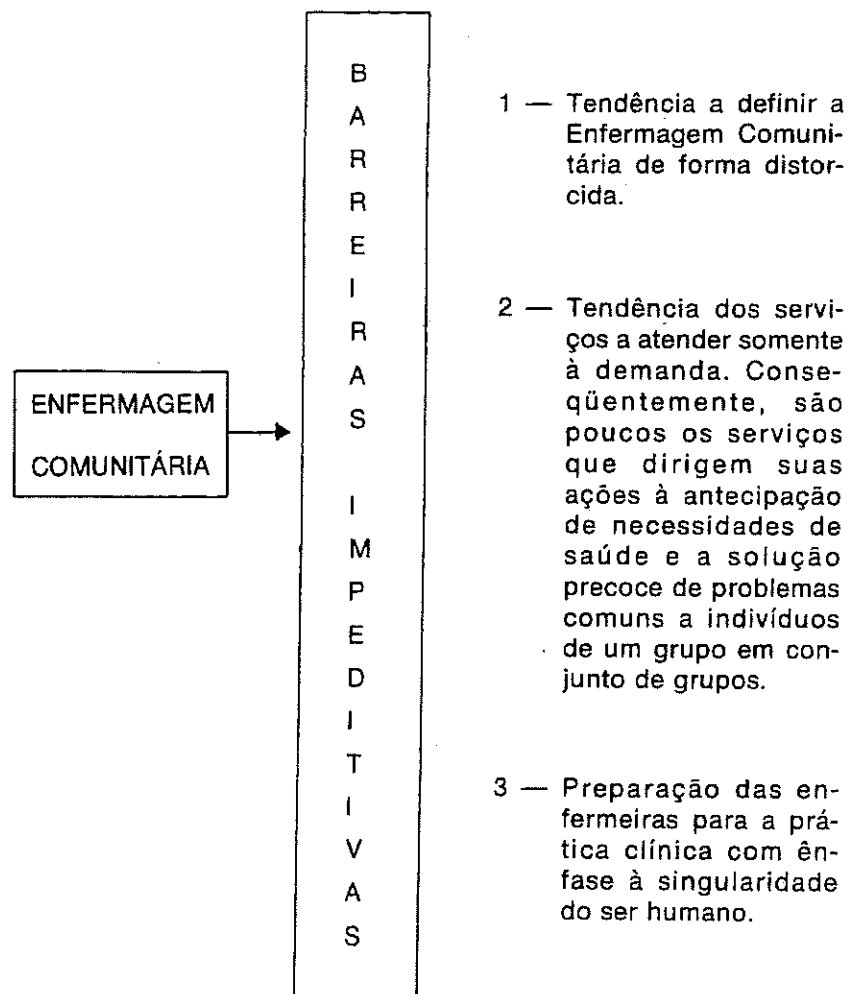 ENFERMAGEM
COMUNITÁRIA
BARREIRAS IMPEDITIVAS
1 — Tendência a definir a
Enfermagem Comuni-
tária de forma distor-
cida.
2 — Tendência dos servi-
ços a atender somente
à demanda. Conse-
qüentemente, são
poucos os serviços
que dirigem suas
ações à antecipação
de necessidades de
saúde e a solução
precoce de problemas
comuns a indivíduos
de um grupo em con-
junto de grupos.
3 — Preparação das en-
fermeiras para a prá-
tica clínica com ên-
fase à singularidade
do ser humano.